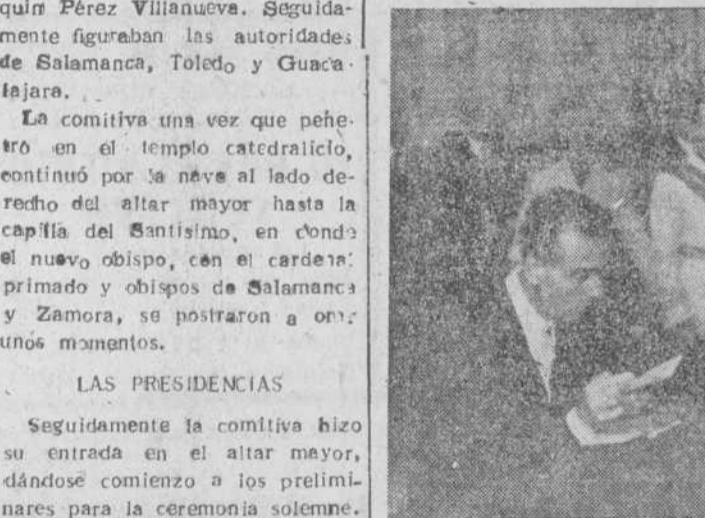 quin Pérez Villanueva. Seguida-
mente figuraban las autoridades
de Salamanca, Toledo y Guada-
lajara.
La comitiva una vez que pene-
tró en el templo catedralicio,
continuó por la nave al lado de-
recho del altar mayor hasta la
capilla del Santísimo, en donde
el nuevo obispo, con el cardenal
primado y obispos de Salamanca
y Zamora, se postraron a orar
unos momentos.
LAS PRESIDENCIAS
Seguidamente la comitiva hizo
su entrada en el altar mayor,
dándose comienzo a los prelimi-
nares para la ceremonia solemne.